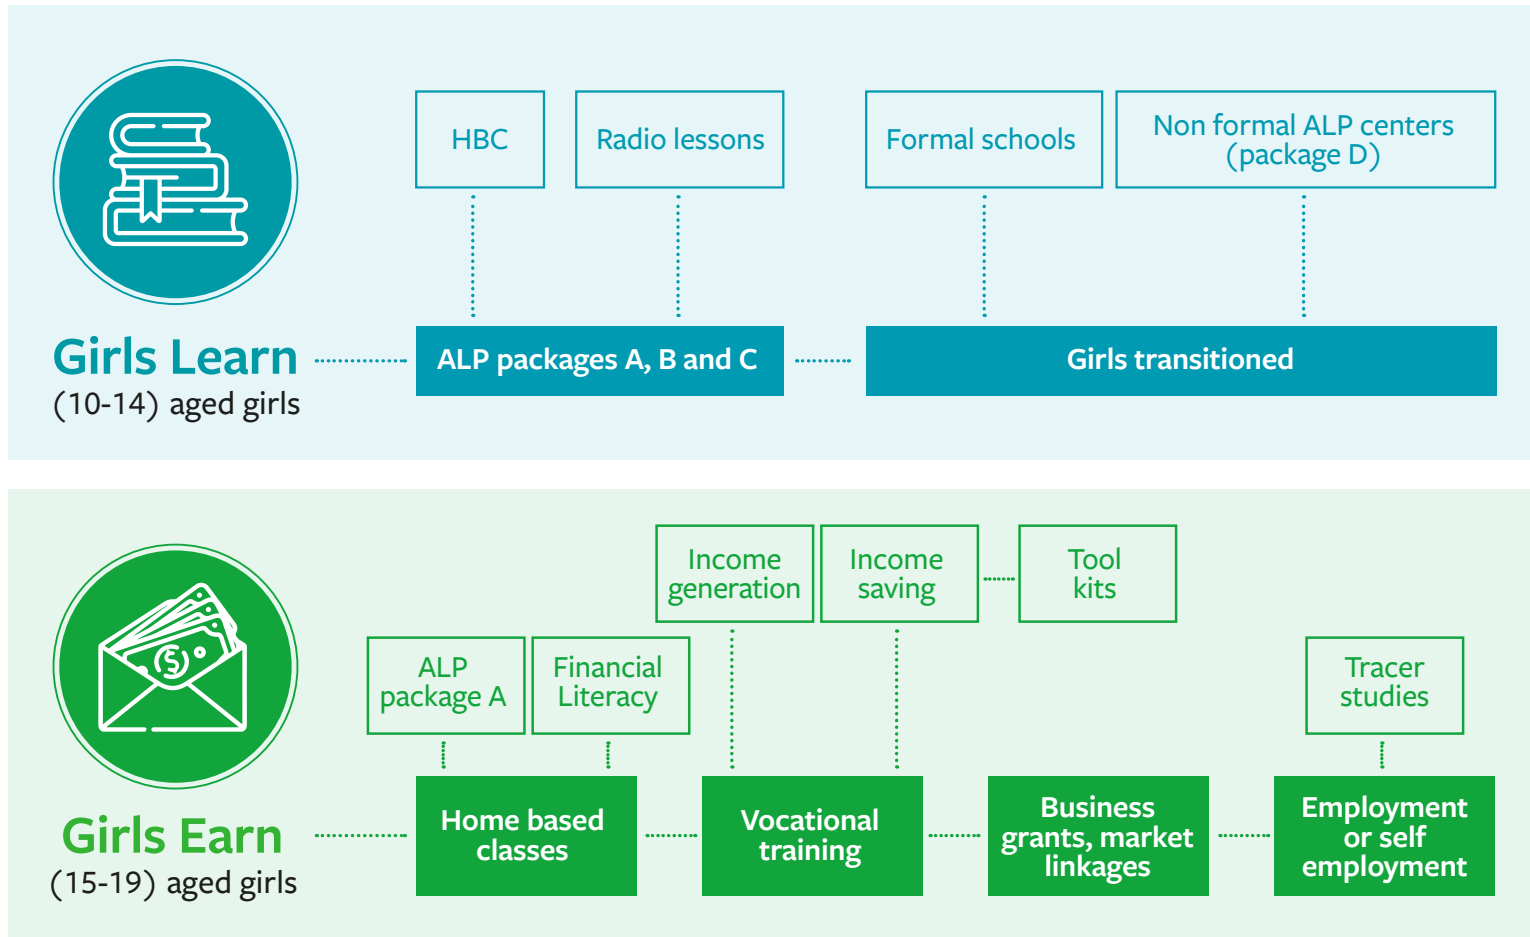 HBC
Radio lessons
Formal schools
Non formal ALP centers
(package D)
Girls Learn
(10-14) aged girls
ALP packages A, B and C
Girls transitioned
Income
generation
Income
saving
Tool
kits
ALP
package A
Financial
Literacy
Tracer
studies
Girls Earn
(15-19) aged girls
Home based
classes
Vocational
training
Business
grants, market
linkages
Employment
or self
employment